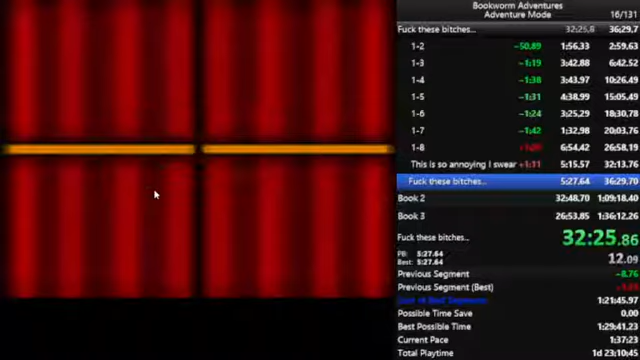 Bookworm Adventures
Adventure Mode 16/131
Fuck these bitches... 32:25,8 36:29,7
1-2 −50.89 1:56,33 2:59,63
1-3 −1:19 3:42.88 6:42.52
1-4 −1:38 3:43,97 10:26.49
1-5 −1:31 4:38,99 15:05.49
1-6 −1:24 3:25,29 18:30.78
1-7 −1:42 1:32,98 20:03,76
1-8 6:54,42 26:58.19
This is so annoying I swear +1:11 5:15.57 32:13.76
Fuck these bitches... 5:27.64 36:29.70
Book 2 32:48.70 1:09:18.40
Book 3 26:53.85 1:36:12.26
Fuck these bitches... 32:25.86
PB: 5:27.64
Best: 5:27.64 12.09
Previous Segment −8.76
Previous Segment (Best)
1:21:45.97
Possible Time Save 0,00
Best Possible Time 1:29:41.23
Current Pace 1:37:23
Total Playtime 1d 23:10:45